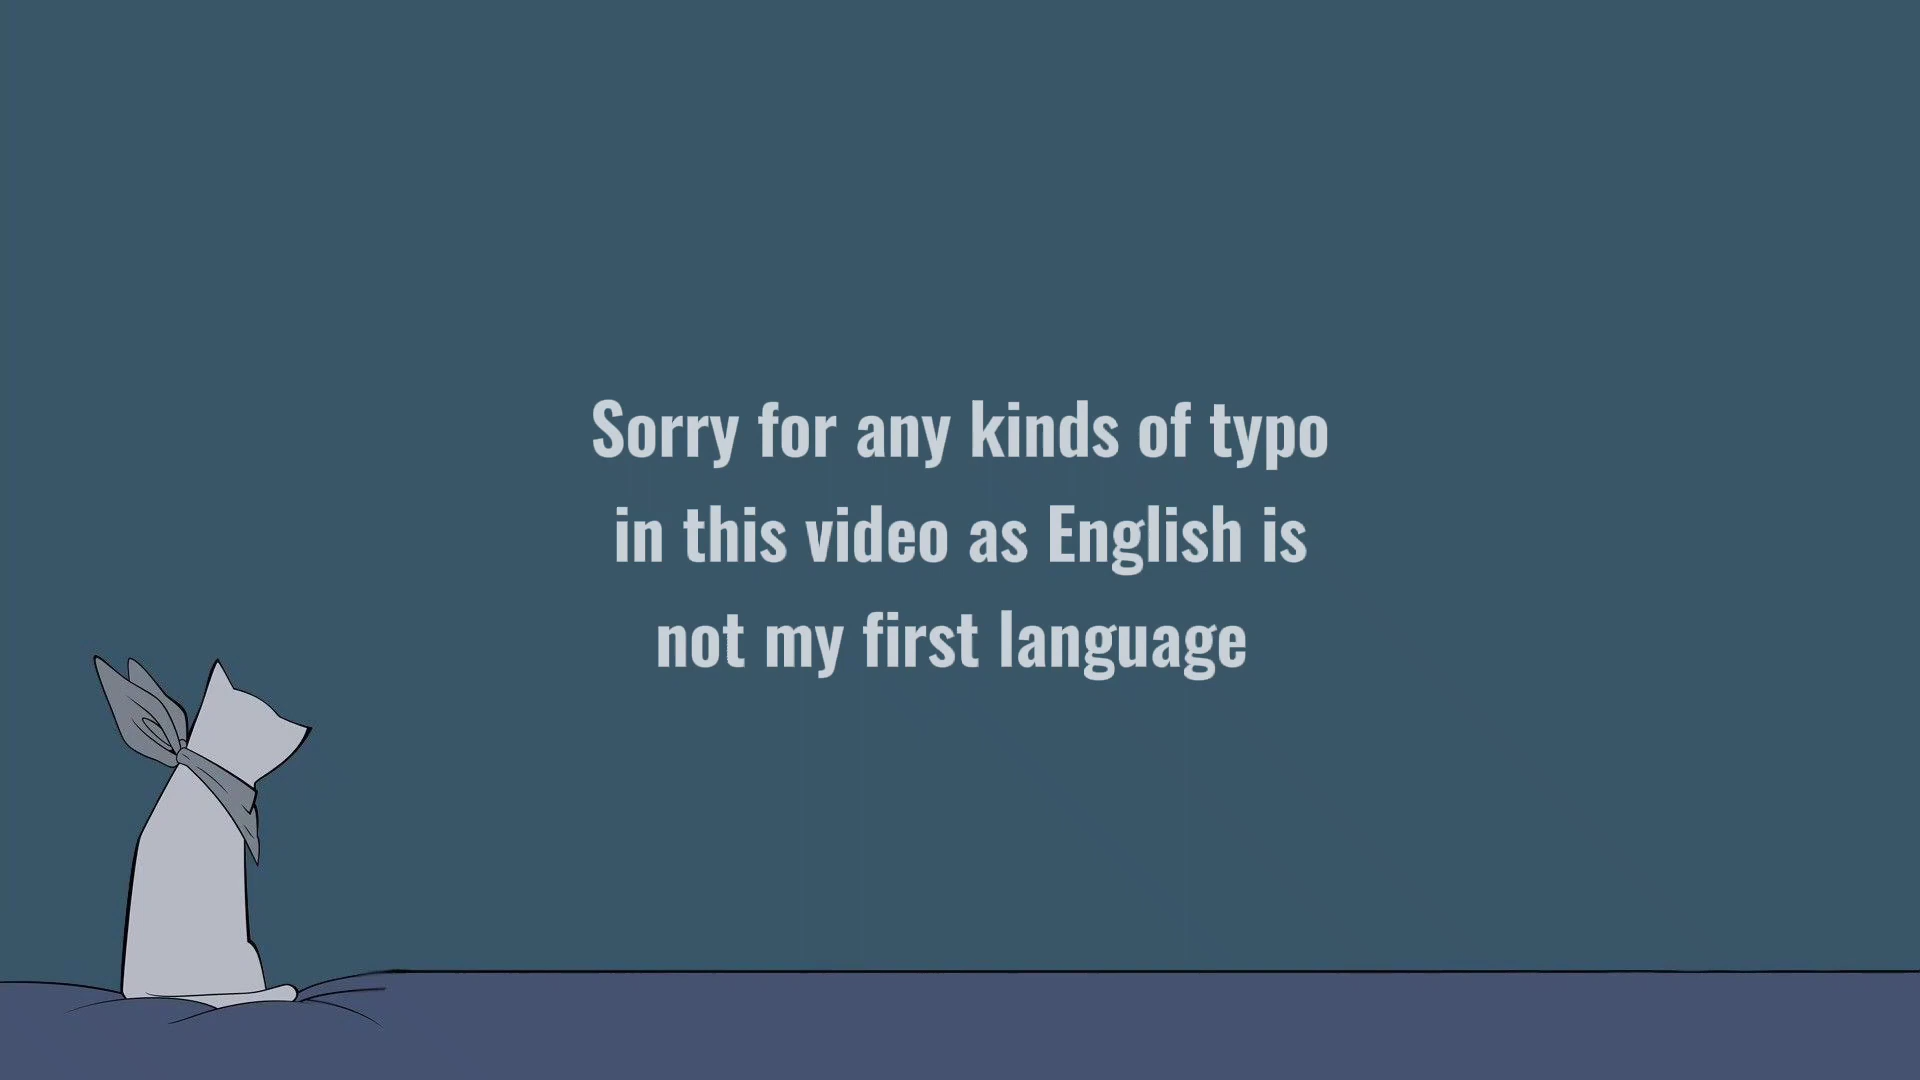 Sorry for any kinds of typo
in this video as English is
not my first language